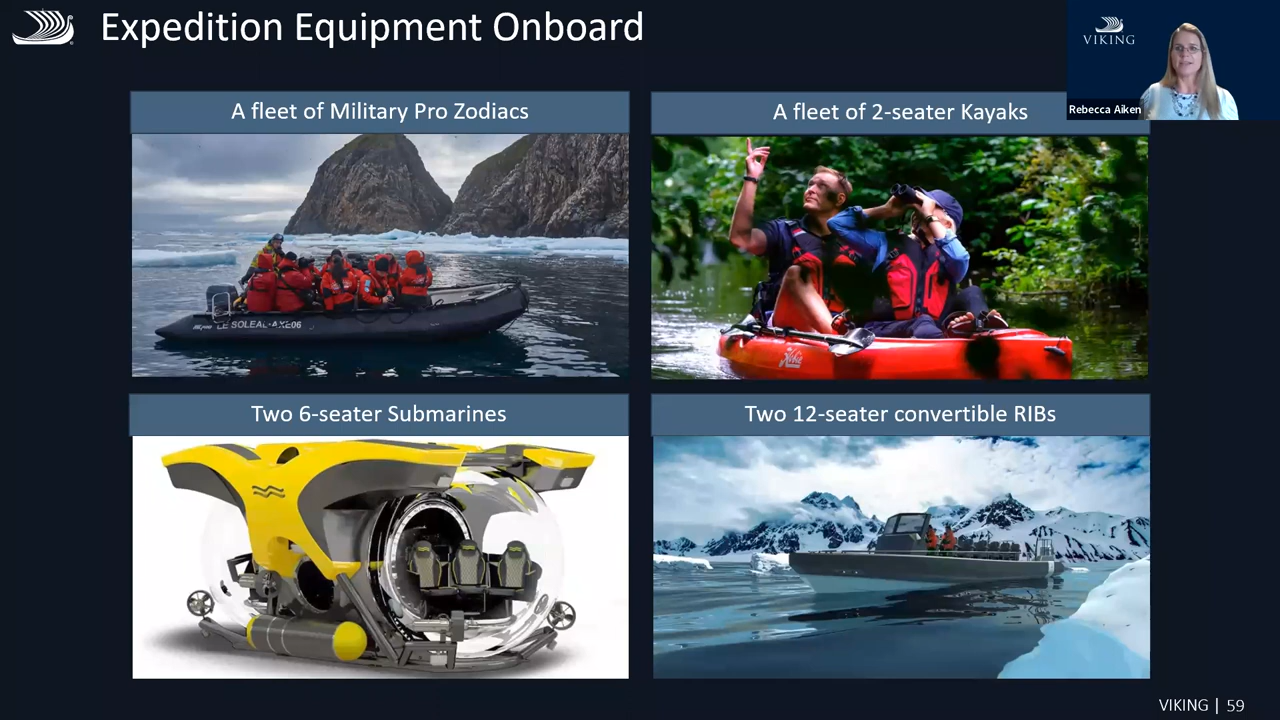 Expedition Equipment Onboard
VIKING
Rebecca Aiken
A fleet of Military Pro Zodiacs
A fleet of 2-seater Kayaks
LE SOLEAL-AXE06
Hobie
Two 6-seater Submarines
Two 12-seater convertible RIBs
VIKING | 59